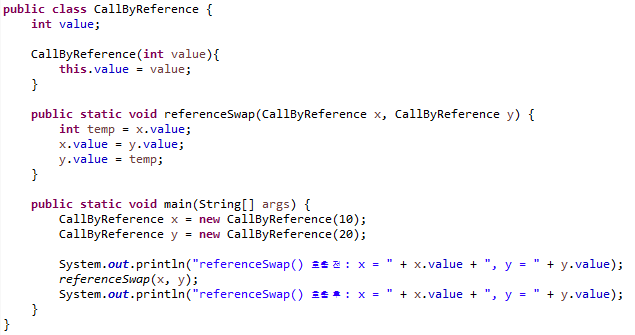 public class CallByReference {
    int value;

    CallByReference(int value){
        this.value = value;
    }

    public static void referenceSwap(CallByReference x, CallByReference y) {
        int temp = x.value;
        x.value = y.value;
        y.value = temp;
    }

    public static void main(String[] args) {
        CallByReference x = new CallByReference(10);
        CallByReference y = new CallByReference(20);

        System.out.println("referenceSwap() 호출 전 : x = " + x.value + ", y = " + y.value);
        referenceSwap(x, y);
        System.out.println("referenceSwap() 호출 후 : x = " + x.value + ", y = " + y.value);
    }
}